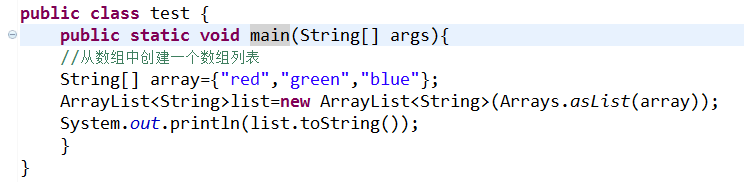 public class test {
public static void main(String[] args){
//从数组中创建一个数组列表
String[] array={"red","green","blue"};
ArrayList<String>list=new ArrayList<String>(Arrays.asList(array));
System.out.println(list.toString());
}
}